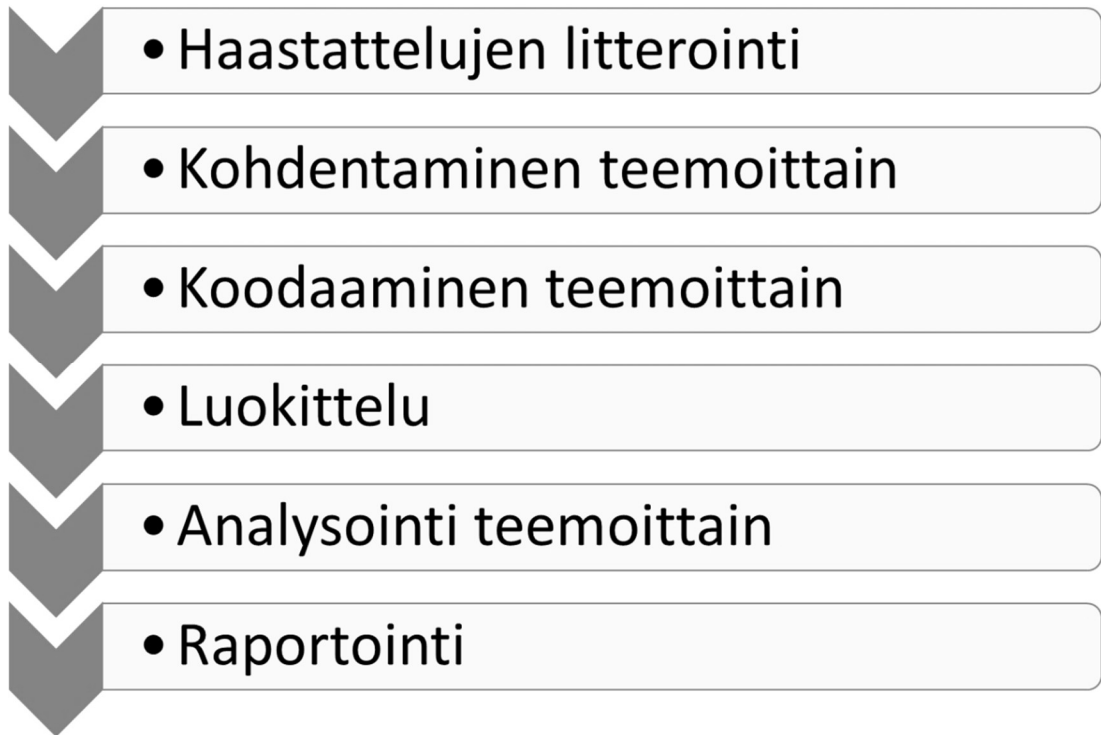 • Haastattelujen litterointi
• Kohdentaminen teemoittain
• Koodaaminen teemoittain
• Luokittelu
• Analysointi teemoittain
• Raportointi